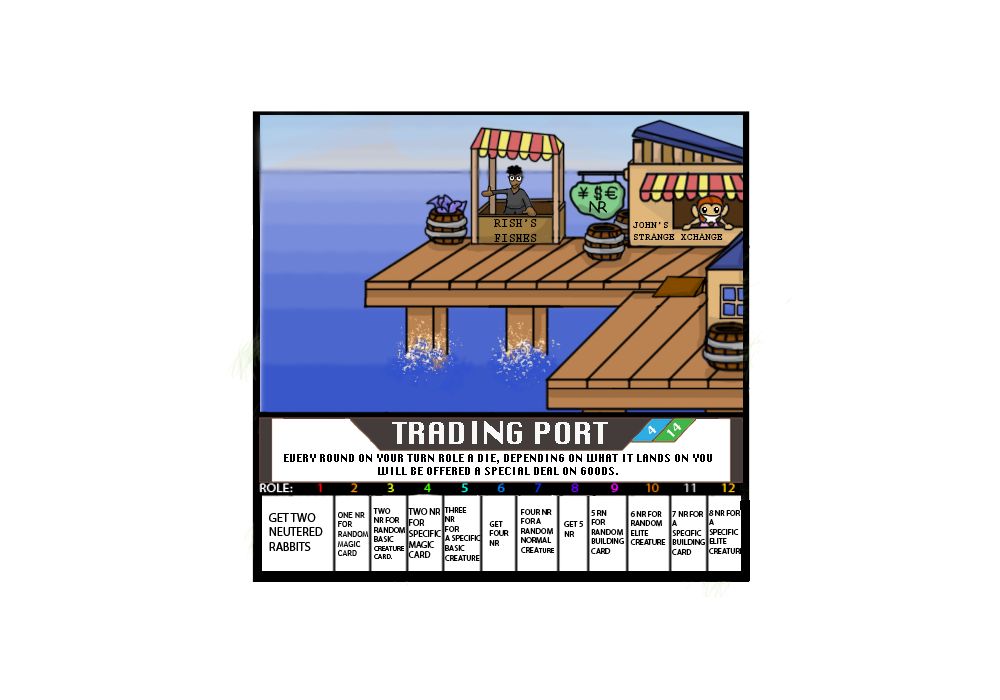 RISH'S
FISHES
¥ $ €
NR
JOHN'S
STRANGE XCHANGE
TRADING PORT
4
14
EVERY ROUND ON YOUR TURN ROLE A DIE, DEPENDING ON WHAT IT LANDS ON YOU
WILL BE OFFERED A SPECIAL DEAL ON GOODS.
ROLE: 1 2 3 4 5 6 7 8 9 10 11 12
GET TWO
NEUTERED
RABBITS
ONE NR
FOR
RANDOM
MAGIC
CARD
TWO
NR FOR
RANDOM
BASIC
CREATURE
CARD.
TWO NR
FOR
SPECIFIC
MAGIC
CARD
THREE
NR
FOR
A SPECIFIC
BASIC
CREATURE
GET
FOUR
NR
FOUR NR
FOR A
RANDOM
NORMAL
CREATURE
GET 5
NR
5 RN
FOR
RANDOM
BUILDING
CARD
6 NR FOR
RANDOM
ELITE
CREATURE
7 NR FOR
A
SPECIFIC
BUILDING
CARD
8 NR FOR
A
SPECIFIC
ELITE
CREATURE